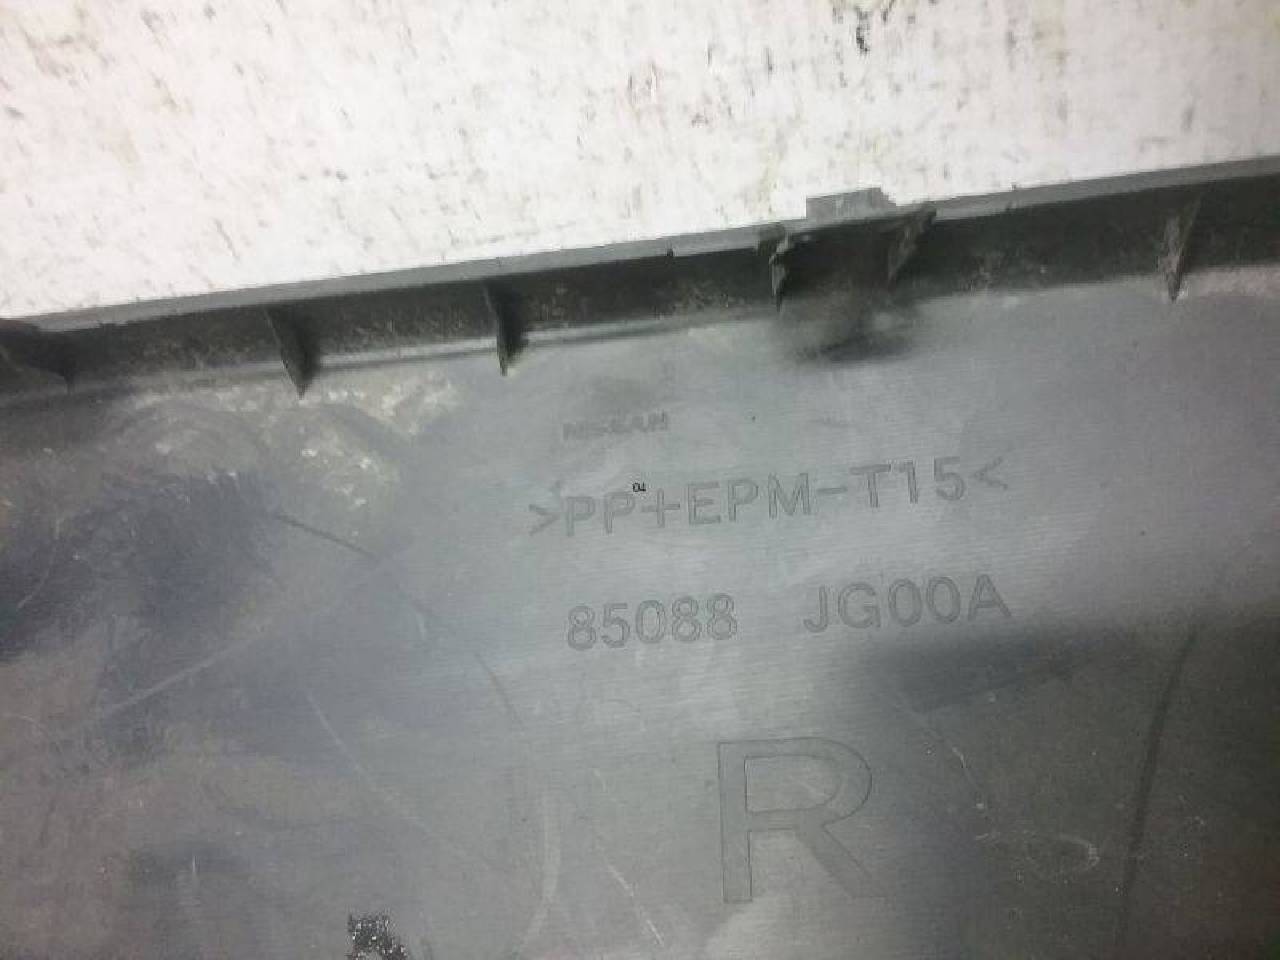 NISSAN
>PP+EPM-T15<
85088 JG00A
R